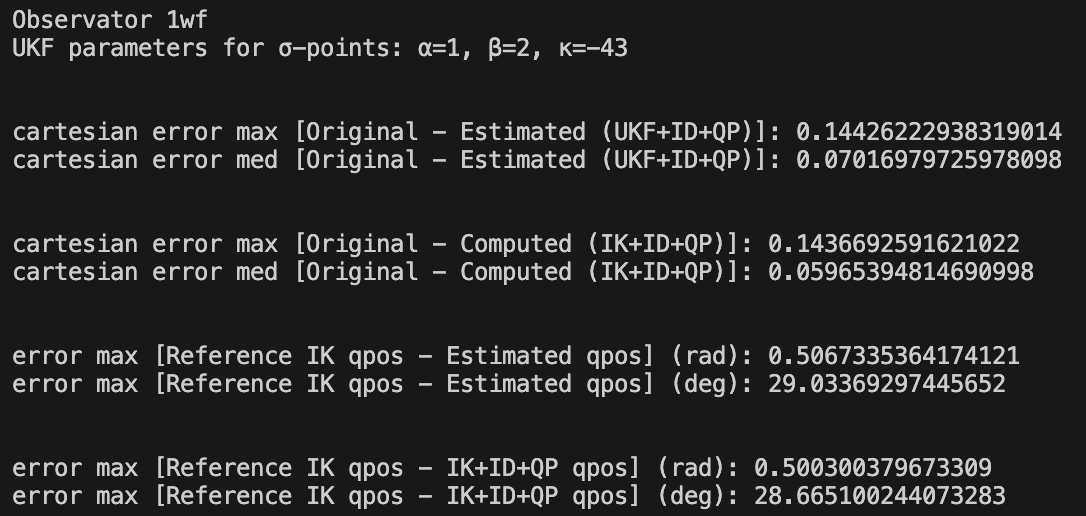 Observator 1wf
UKF parameters for σ-points: α=1, β=2, κ=-43
cartesian error max [Original - Estimated (UKF+ID+QP)]: 0.14426222938319014
cartesian error med [Original - Estimated (UKF+ID+QP)]: 0.07016979725978098
cartesian error max [Original - Computed (IK+ID+QP)]: 0.1436692591621022
cartesian error med [Original - Computed (IK+ID+QP)]: 0.05965394814690998
error max [Reference IK qpos - Estimated qpos] (rad): 0.5067335364174121
error max [Reference IK qpos - Estimated qpos] (deg): 29.03369297445652
error max [Reference IK qpos - IK+ID+QP qpos] (rad): 0.500300379673309
error max [Reference IK qpos - IK+ID+QP qpos] (deg): 28.665100244073283